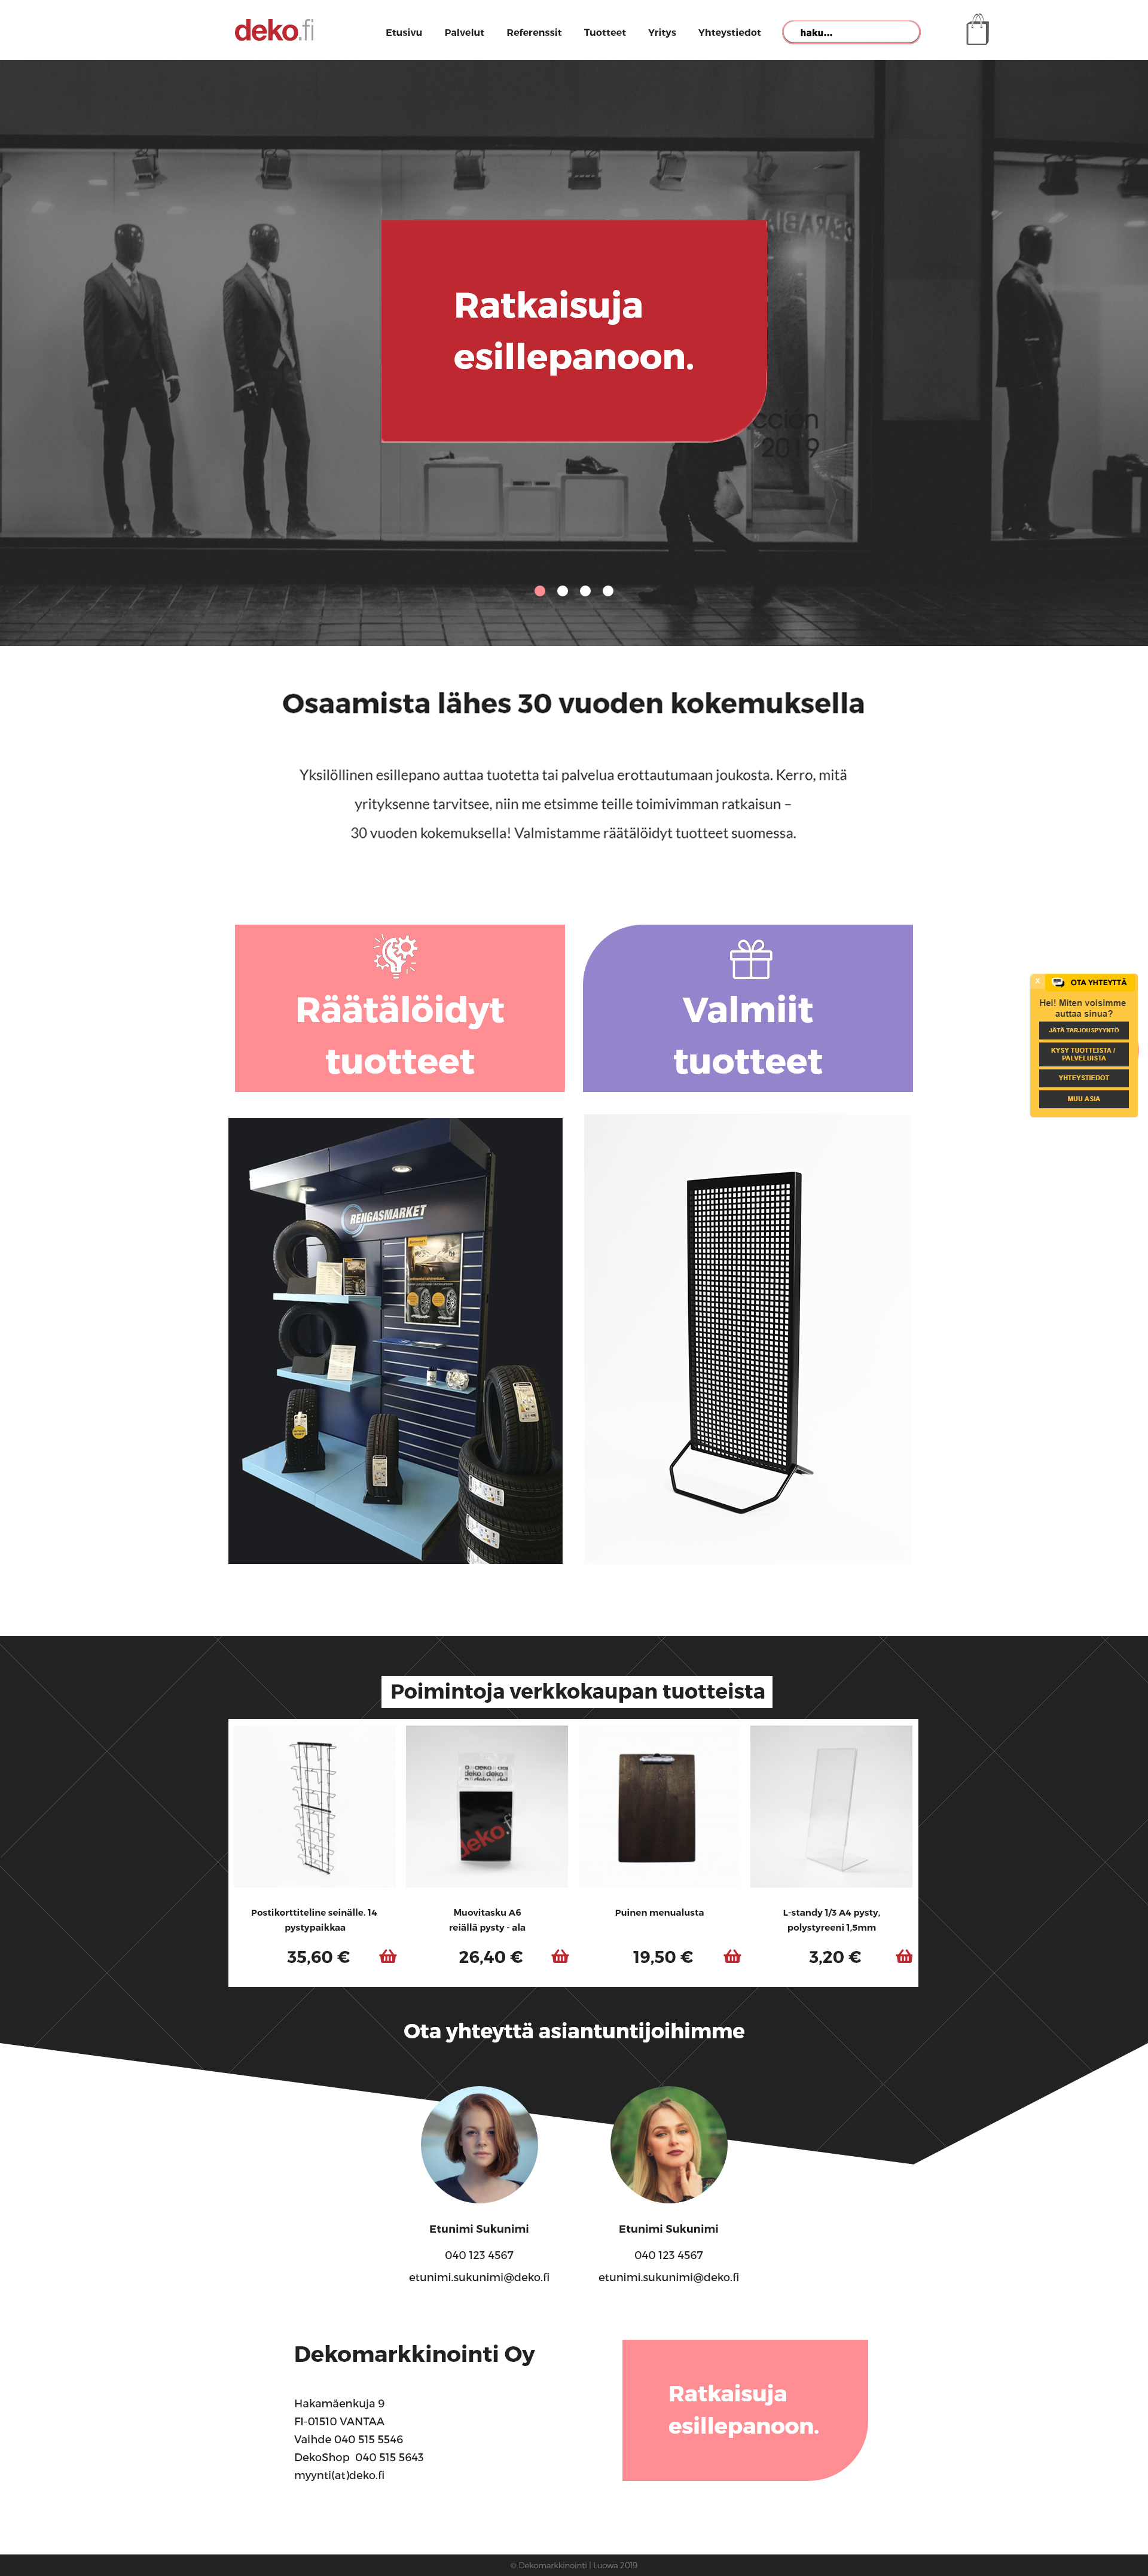 deko.fi
Etusivu Palvelut Referenssit Tuotteet Yritys Yhteystiedot haku...
Ratkaisuja
esillepanoon.
cción
2019
Osaamista lähes 30 vuoden kokemuksella
Yksilöllinen esillepano auttaa tuotetta tai palvelua erottautumaan joukosta. Kerro, mitä
yrityksenne tarvitsee, niin me etsimme teille toimivimman ratkaisun –
30 vuoden kokemuksella! Valmistamme räätälöidyt tuotteet suomessa.
Räätälöidyt
tuotteet
Valmiit
tuotteet
X OTA YHTEYTTÄ
Hei! Miten voisimme
auttaa sinua?
JÄTÄ TARJOUSPYYNTÖ
KYSY TUOTTEISTA /
PALVELUISTA
YHTEYSTIEDOT
MUU ASIA
RENGASMARKET
Poimintoja verkkokaupan tuotteista
deko.f
Postikorttiteline seinälle. 14
pystypaikkaa
35,60 €
Muovitasku A6
reiällä pysty - ala
26,40 €
Puinen menualusta
19,50 €
L-standy 1/3 A4 pysty,
polystyreeni 1,5mm
3,20 €
Ota yhteyttä asiantuntijoihimme
Etunimi Sukunimi
040 123 4567
etunimi.sukunimi@deko.fi
Etunimi Sukunimi
040 123 4567
etunimi.sukunimi@deko.fi
Dekomarkkinointi Oy
Hakamäenkuja 9
FI-01510 VANTAA
Vaihde 040 515 5546
DekoShop 040 515 5643
myynti(at)deko.fi
Ratkaisuja
esillepanoon.
© Dekomarkkinointi | Luowa 2019